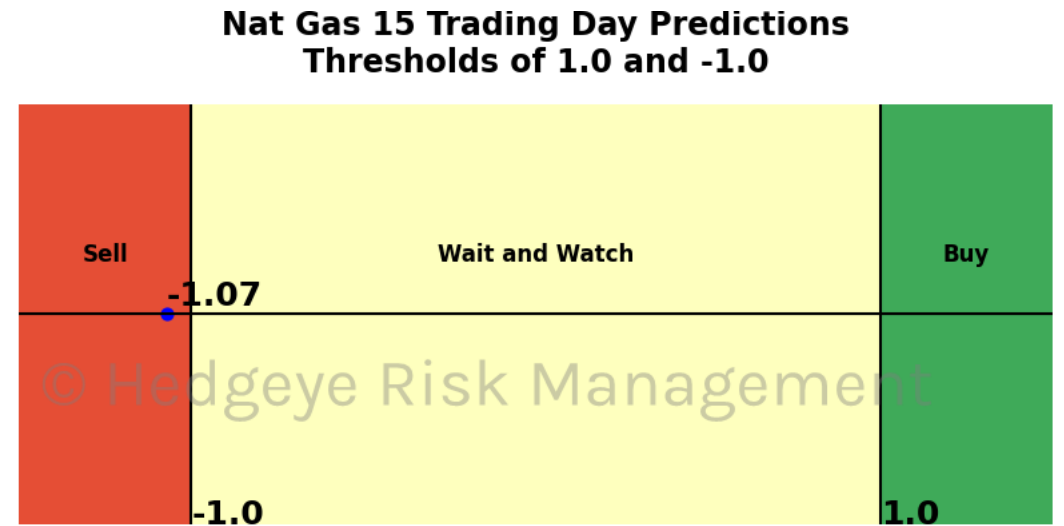 Nat Gas 15 Trading Day Predictions
Thresholds of 1.0 and -1.0
Sell
Wait and Watch
Buy
-1.07
© Hedgeye Risk Management
-1.0
1.0